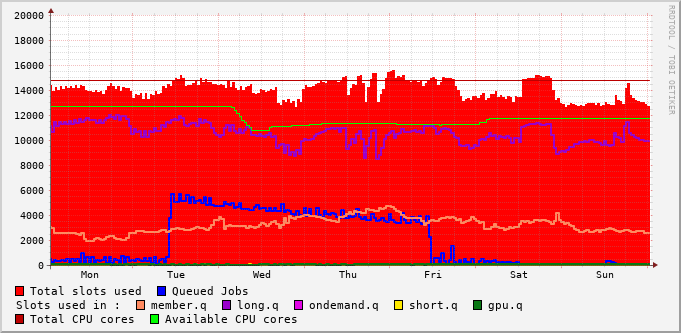 RRDTOOL / TOBI OETIKER
20000
18000
16000
14000
12000
10000
8000
6000
4000
2000
0
Mon Tue Wed Thu Fri Sat Sun
Total slots used Queued Jobs
Slots used in : member.q long.q ondemand.q short.q gpu.q
Total CPU cores Available CPU cores